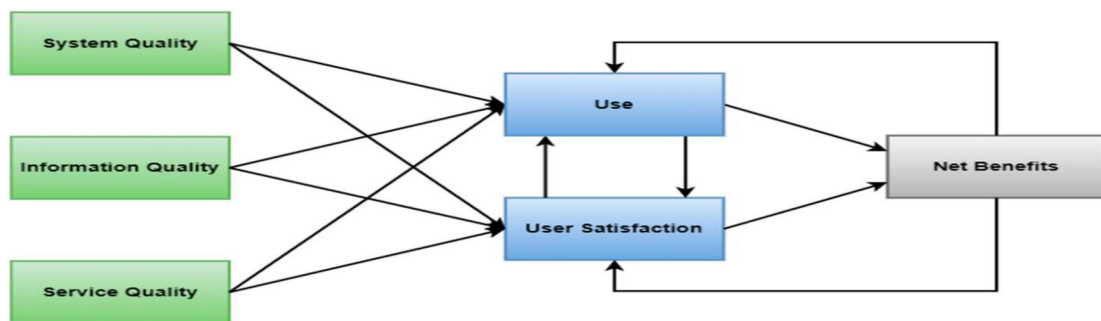 System Quality
Use
Information Quality
Net Benefits
User Satisfaction
Service Quality